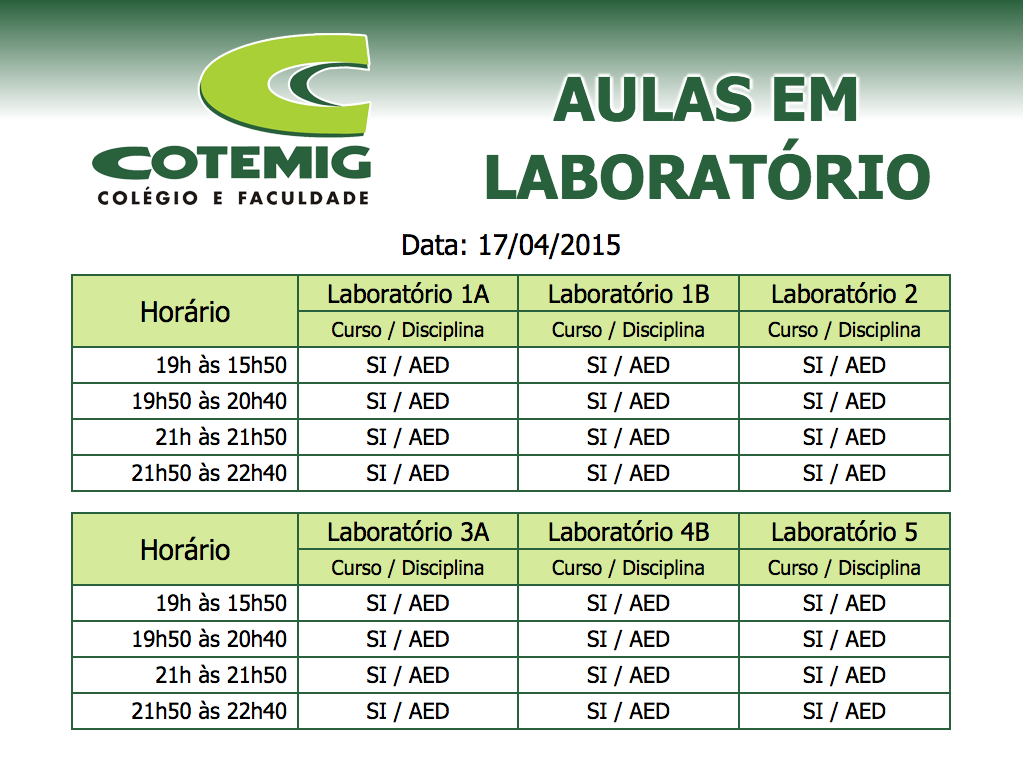 COTEMIG
COLÉGIO E FACULDADE
AULAS EM
LABORATÓRIO
Data: 17/04/2015
Horário Laboratório 1A Laboratório 1B Laboratório 2
Curso / Disciplina Curso / Disciplina Curso / Disciplina
19h às 15h50 SI / AED SI / AED SI / AED
19h50 às 20h40 SI / AED SI / AED SI / AED
21h às 21h50 SI / AED SI / AED SI / AED
21h50 às 22h40 SI / AED SI / AED SI / AED
Horário Laboratório 3A Laboratório 4B Laboratório 5
Curso / Disciplina Curso / Disciplina Curso / Disciplina
19h às 15h50 SI / AED SI / AED SI / AED
19h50 às 20h40 SI / AED SI / AED SI / AED
21h às 21h50 SI / AED SI / AED SI / AED
21h50 às 22h40 SI / AED SI / AED SI / AED